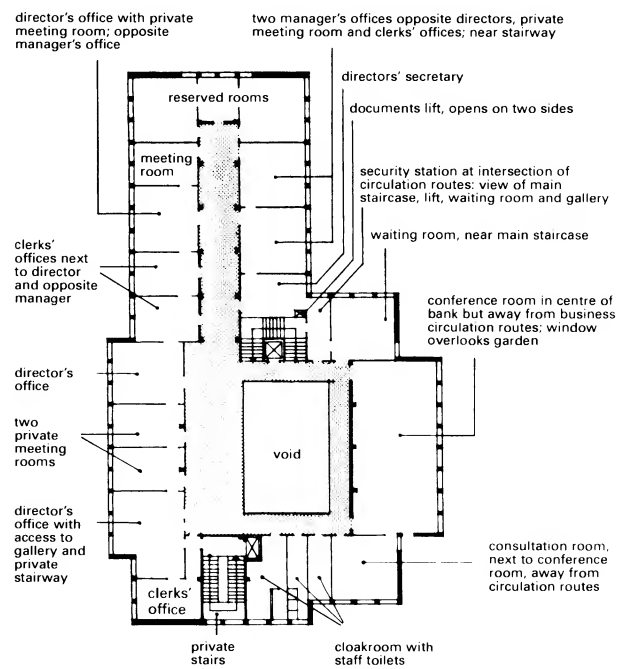 director's office with private
meeting room; opposite
manager's office
two manager's offices opposite directors, private
meeting room and clerks' offices; near stairway
directors' secretary
documents lift, opens on two sides
reserved rooms
meeting
room
security station at intersection of
circulation routes: view of main
staircase, lift, waiting room and gallery
waiting room, near main staircase
clerks'
offices next
to director
and opposite
manager
conference room in centre of
bank but away from business
circulation routes; window
overlooks garden
director's
office
two
private
meeting
rooms
void
director's
office with
access to
gallery and
private
stairway
consultation room,
next to conference
room, away from
circulation routes
clerks'
office
private
stairs
cloakroom with
staff toilets